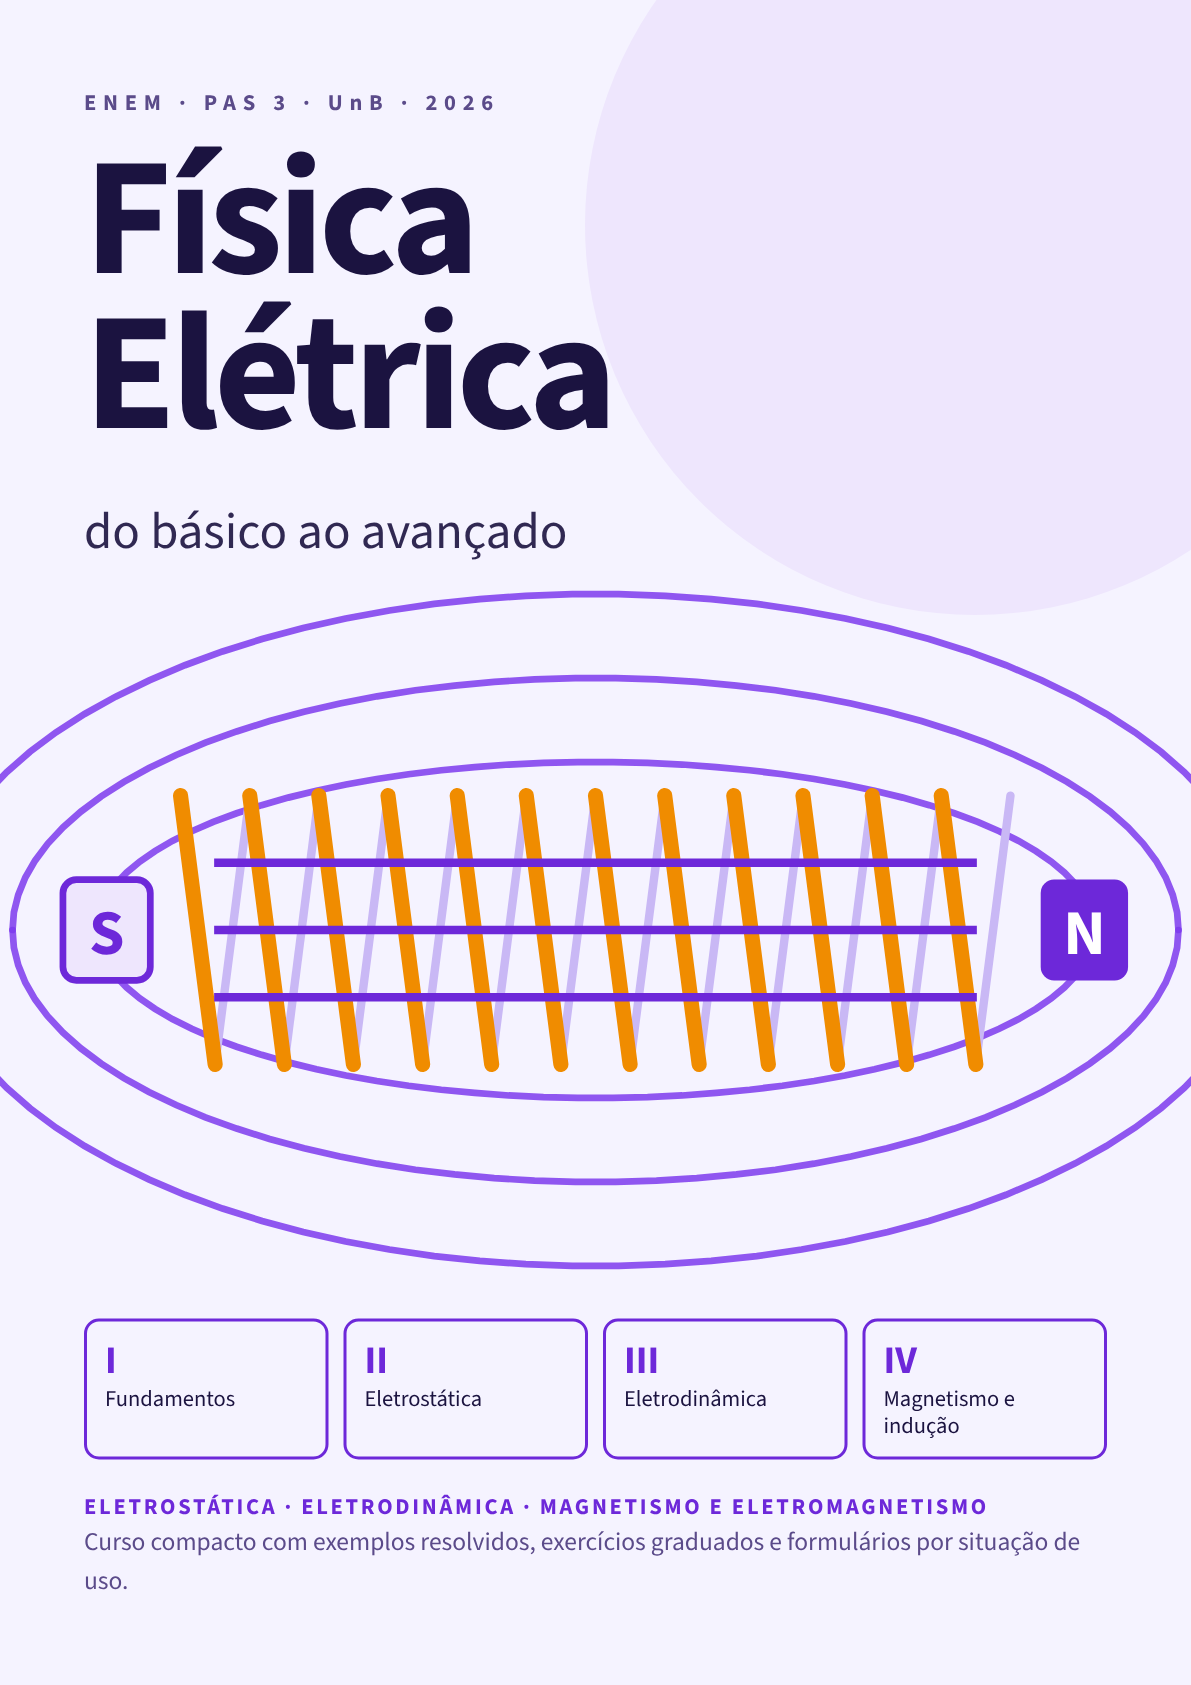 ENEM · PAS 3 · UnB · 2026
Física
Elétrica
do básico ao avançado
S
N
I
Fundamentos
II
Eletrostática
III
Eletrodinâmica
IV
Magnetismo e
indução
ELETROSTÁTICA · ELETRODINÂMICA · MAGNETISMO E ELETROMAGNETISMO
Curso compacto com exemplos resolvidos, exercícios graduados e formulários por situação de
uso.